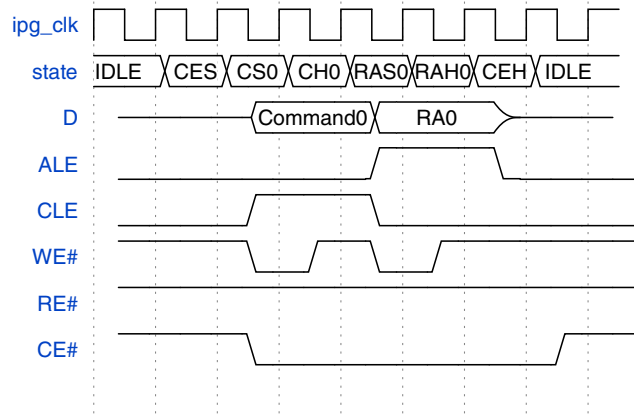 ipg_clk
state IDLE CES CS0 CH0 RAS0 RAH0 CEH IDLE
D Command0 RA0
ALE
CLE
WE#
RE#
CE#